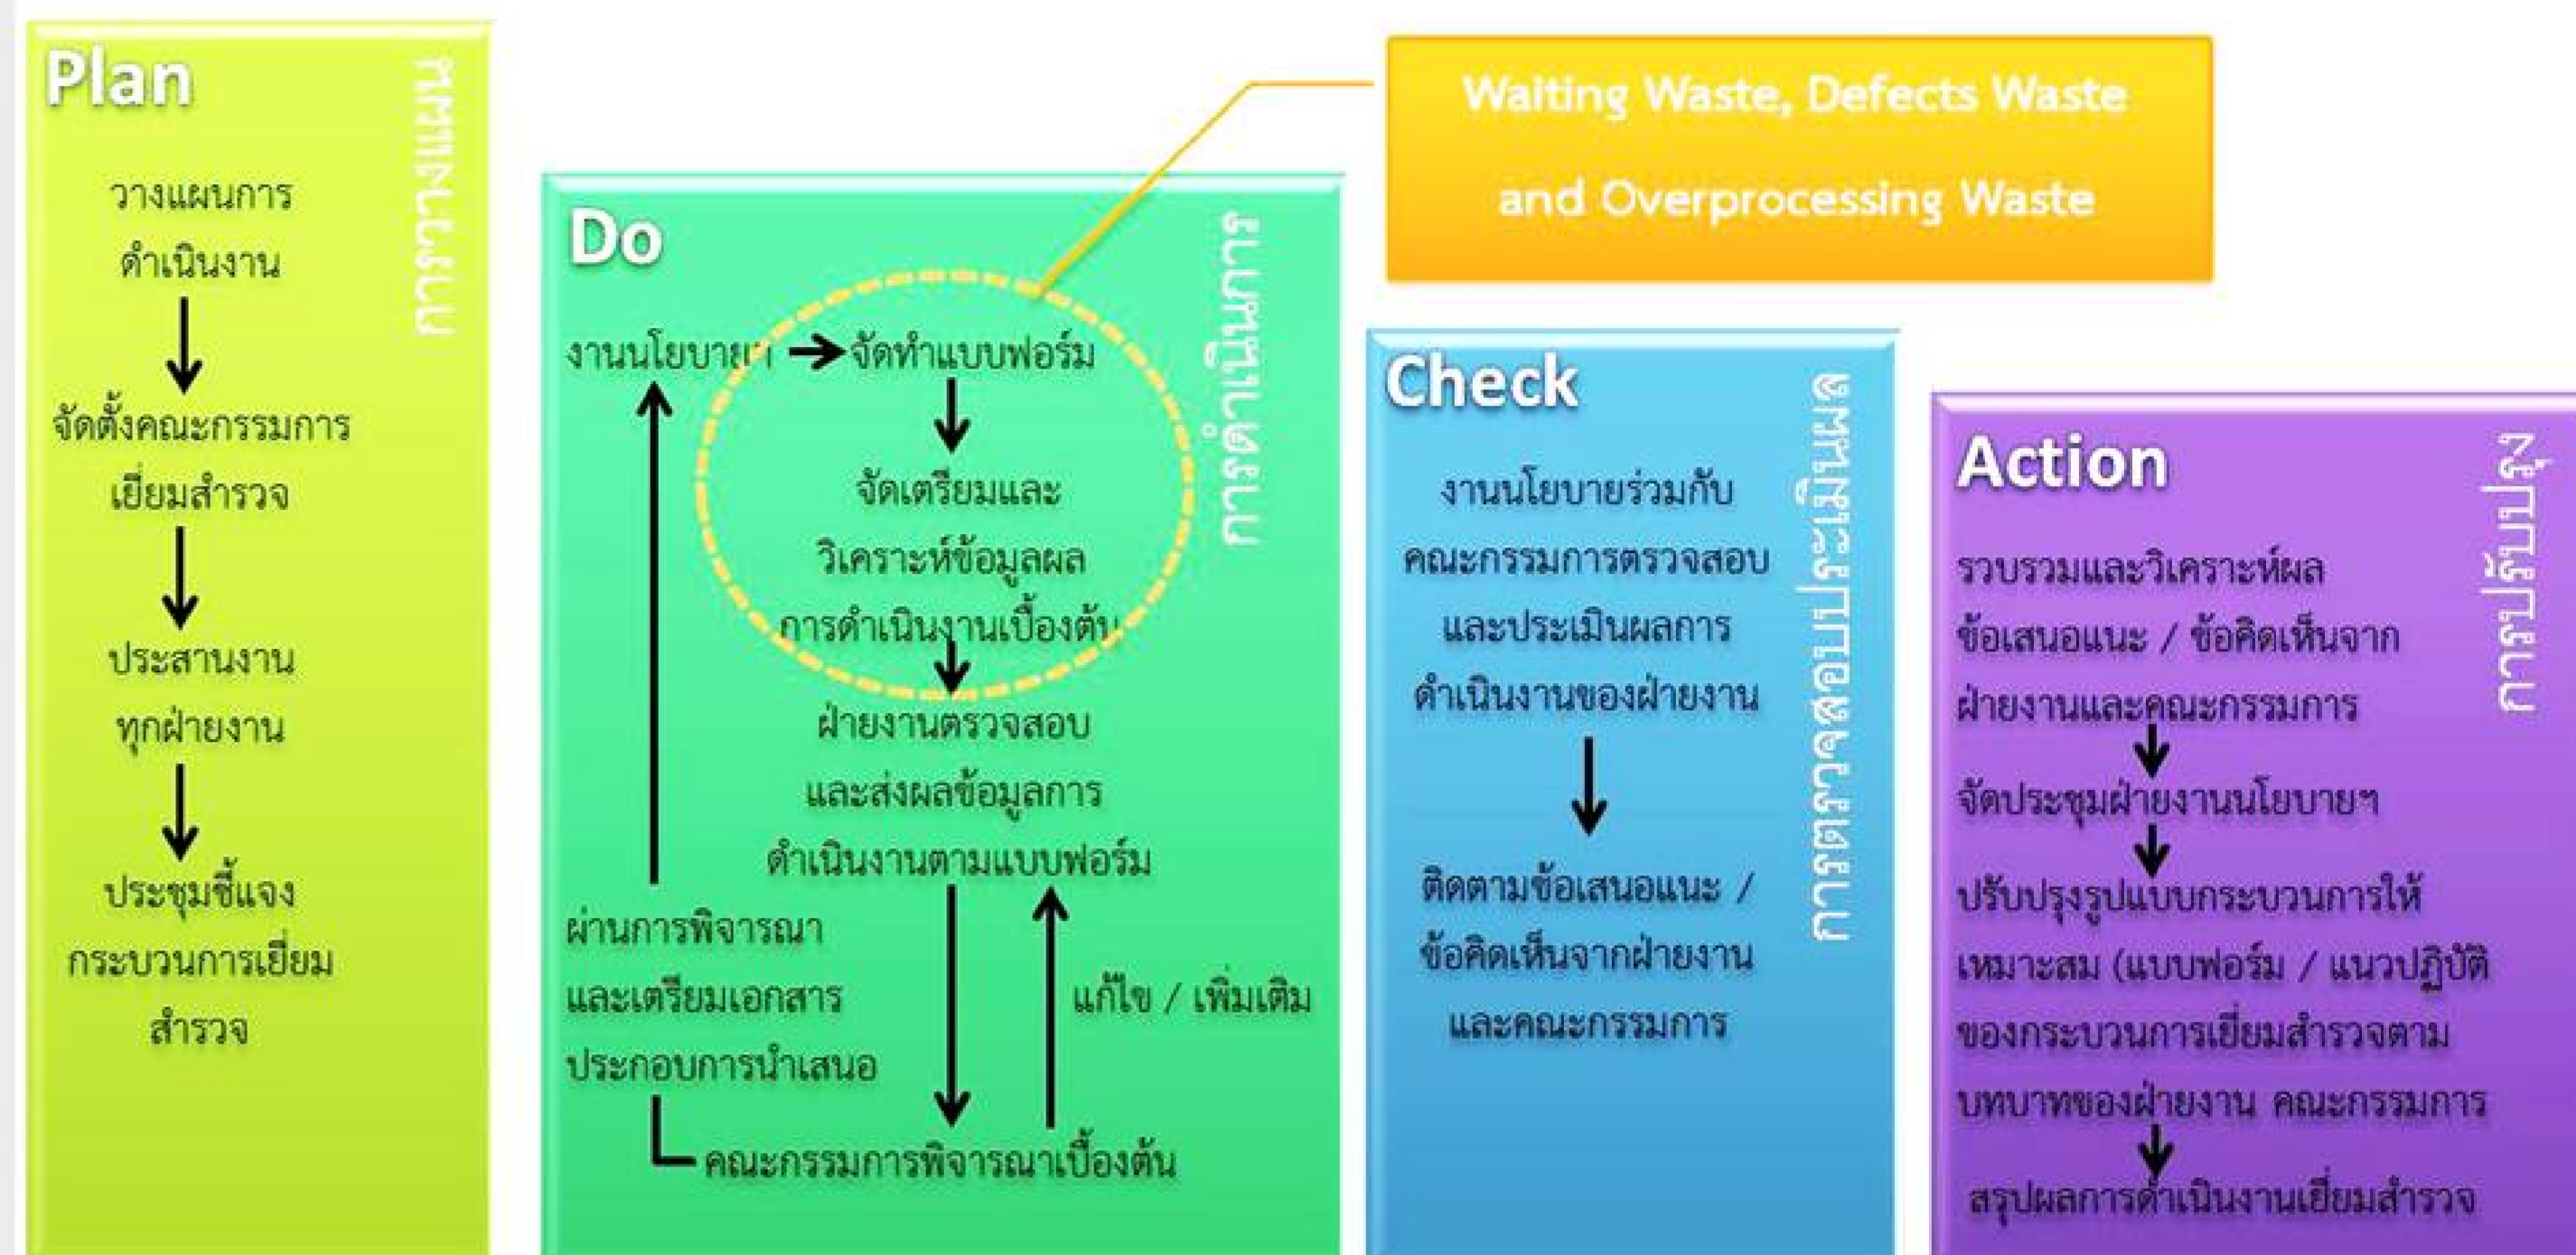 Plan
การวางแผน
วางแผนการ
ดำเนินงาน
จัดตั้งคณะกรรมการ
เยี่ยมสำรวจ
ประสานงาน
ทุกฝ่ายงาน
ประชุมชี้แจง
กระบวนการเยี่ยม
สำรวจ
Waiting Waste, Defects Waste
and Overprocessing Waste
Do
การดำเนินการ
งานนโยบายฯ
จัดทำแบบฟอร์ม
จัดเตรียมและ
วิเคราะห์ข้อมูลผล
การดำเนินงานเบื้องต้น
ฝ่ายงานตรวจสอบ
และส่งผลข้อมูลการ
ดำเนินงานตามแบบฟอร์ม
ผ่านการพิจารณา
และเตรียมเอกสาร
ประกอบการนำเสนอ
แก้ไข / เพิ่มเติม
คณะกรรมการพิจารณาเบื้องต้น
Check
การตรวจสอบประเมินผล
งานนโยบายร่วมกับ
คณะกรรมการตรวจสอบ
และประเมินผลการ
ดำเนินงานของฝ่ายงาน
ติดตามข้อเสนอแนะ /
ข้อคิดเห็นจากฝ่ายงาน
และคณะกรรมการ
Action
การปรับปรุง
รวบรวมและวิเคราะห์ผล
ข้อเสนอแนะ / ข้อคิดเห็นจาก
ฝ่ายงานและคณะกรรมการ
จัดประชุมฝ่ายงานนโยบายฯ
ปรับปรุงรูปแบบกระบวนการให้
เหมาะสม (แบบฟอร์ม / แนวปฏิบัติ
ของกระบวนการเยี่ยมสำรวจตาม
บทบาทของฝ่ายงาน คณะกรรมการ
สรุปผลการดำเนินงานเยี่ยมสำรวจ